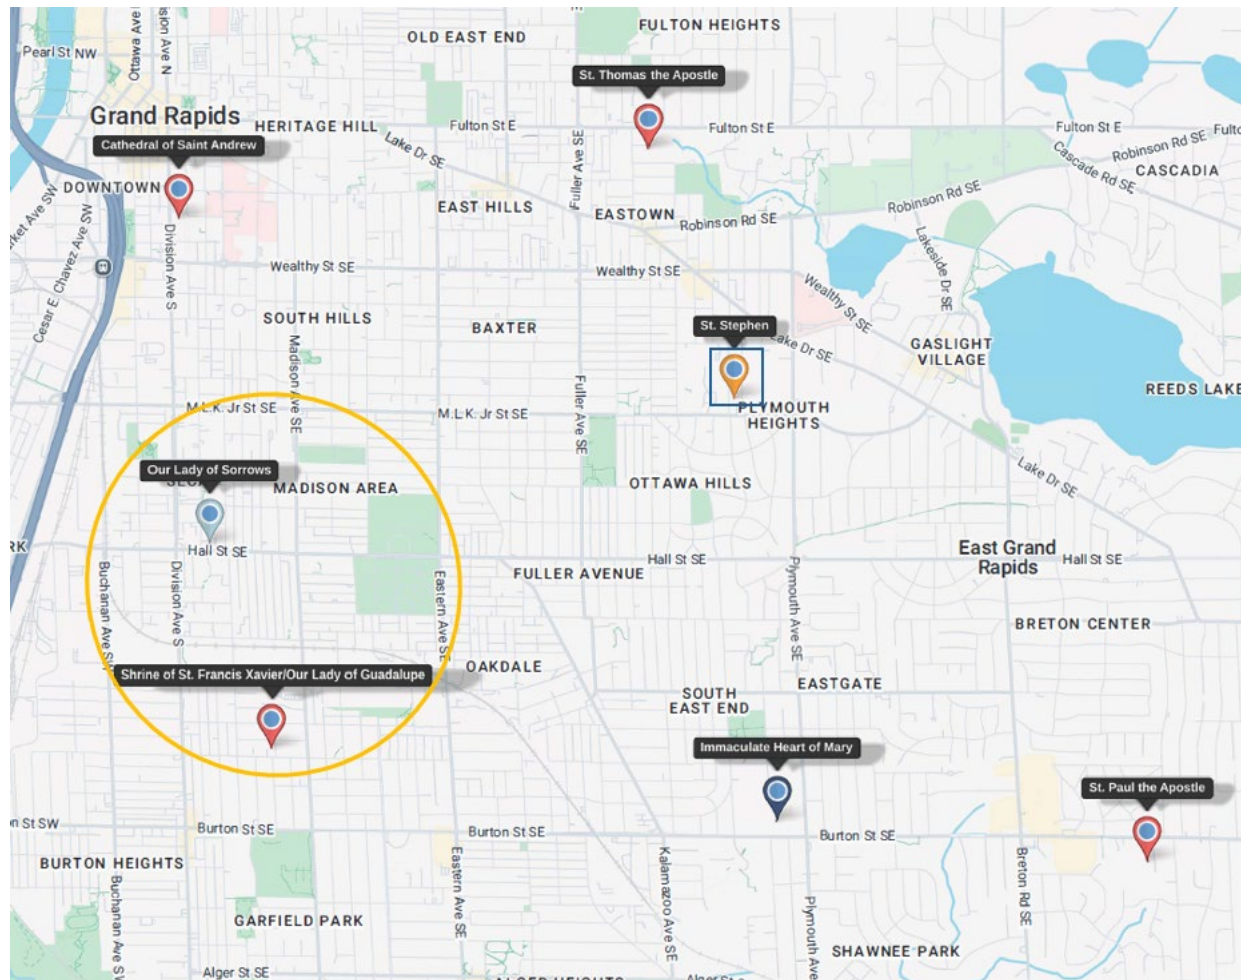 FULTON HEIGHTS
OLD EAST END
Pearl St NW
Ottawa Ave N
Division Ave N
St. Thomas the Apostle
Grand Rapids
HERITAGE HILL
Fulton St E
Fulton St E
Fulton St E
Cathedral of Saint Andrew
Lake Dr SE
Fuller Ave SE
Cascade Rd SE
Robinson Rd SE
CASCADIA
DOWNTOWN
EAST HILLS
EASTOWN
Robinson Rd SE
Robinson Rd SE
Cesar E. Chavez Ave SW
Division Ave S
Lakeside Dr SE
Wealthy St SE
Wealthy St SE
Wealthy St SE
SOUTH HILLS
BAXTER
St. Stephen
Lake Dr SE
GASLIGHT
VILLAGE
Madison Ave SE
Fuller Ave SE
REEDS LAKE
M.L.K. Jr St SE
M.L.K. Jr St SE
PLYMOUTH
HEIGHTS
Our Lady of Sorrows
MADISON AREA
OTTAWA HILLS
Lake Dr SE
Hall St SE
Hall St SE
Hall St SE
East Grand
Rapids
FULLER AVENUE
Buchanan Ave SW
Division Ave S
Eastern Ave SE
Plymouth Ave SE
BRETON CENTER
OAKDALE
Shrine of St. Francis Xavier/Our Lady of Guadalupe
EASTGATE
SOUTH
EAST END
Immaculate Heart of Mary
St. Paul the Apostle
Burton St SE
Burton St SE
Burton St SE
BURTON HEIGHTS
Buchanan Ave SW
Eastern Ave SE
Kalamazoo Ave SE
Breton Rd SE
Plymouth Ave
GARFIELD PARK
SHAWNEE PARK
Alger St SE